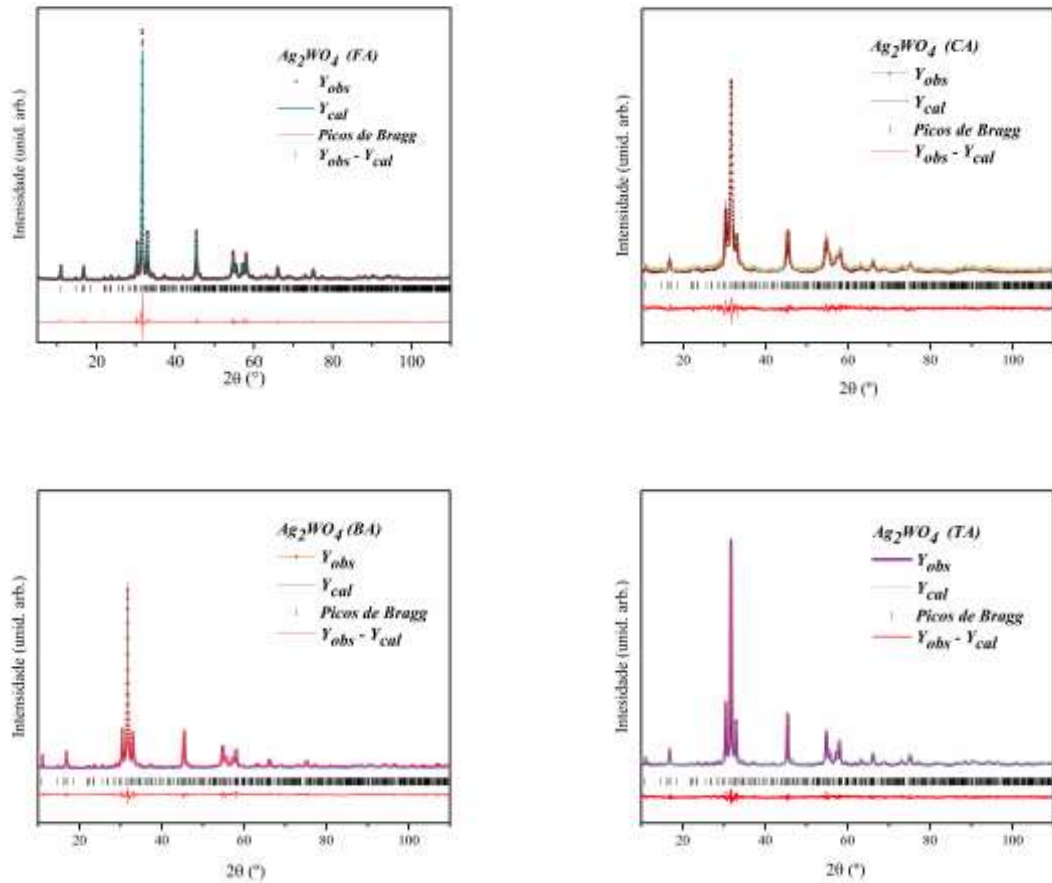 Ag2WO4 (FA)
Yobs
Ycal
Picos de Bragg
Yobs - Ycal
Intensidade (unid. arb.)
20 40 60 80 100
2θ (°)
Ag2WO4 (CA)
Yobs
Ycal
Picos de Bragg
Yobs - Ycal
Intensidade (unid. arb.)
20 40 60 80 100
2θ (°)
Ag2WO4 (BA)
Yobs
Ycal
Picos de Bragg
Yobs - Ycal
Intensidade (unid. arb.)
20 40 60 80 100
2θ (°)
Ag2WO4 (TA)
Yobs
Ycal
Picos de Bragg
Yobs - Ycal
Intesidade (unid. arb.)
20 40 60 80 100
2θ (°)